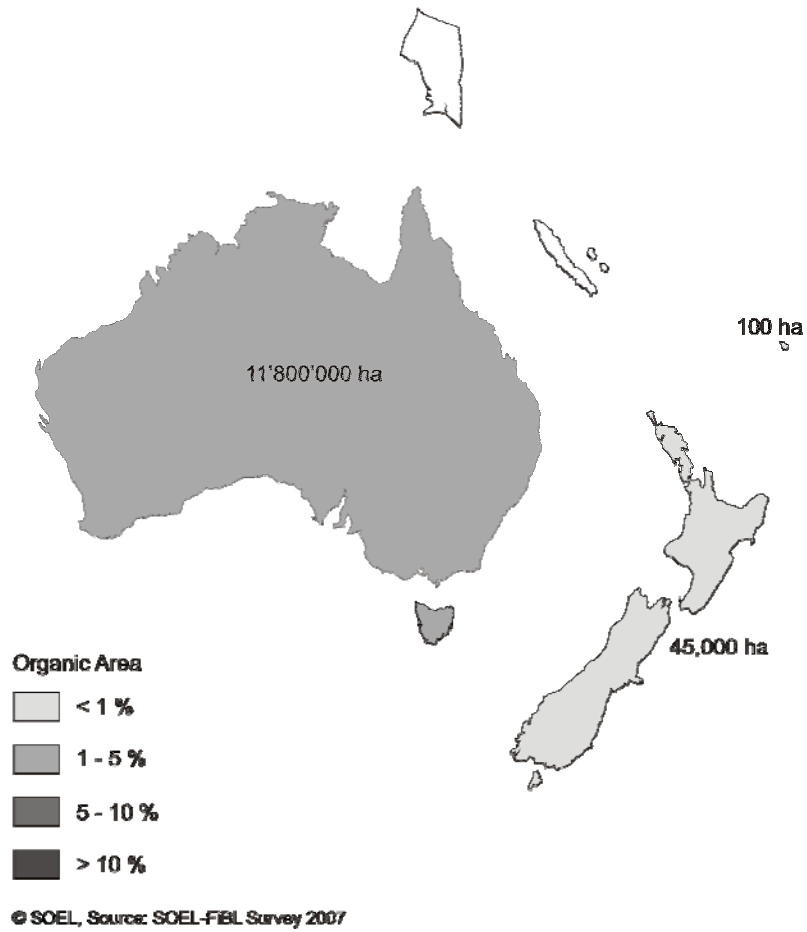 100 ha
11'800'000 ha
45,000 ha
Organic Area
< 1 %
1 - 5 %
5 - 10 %
> 10 %
© SOEL, Source: SOEL-FiBL Survey 2007